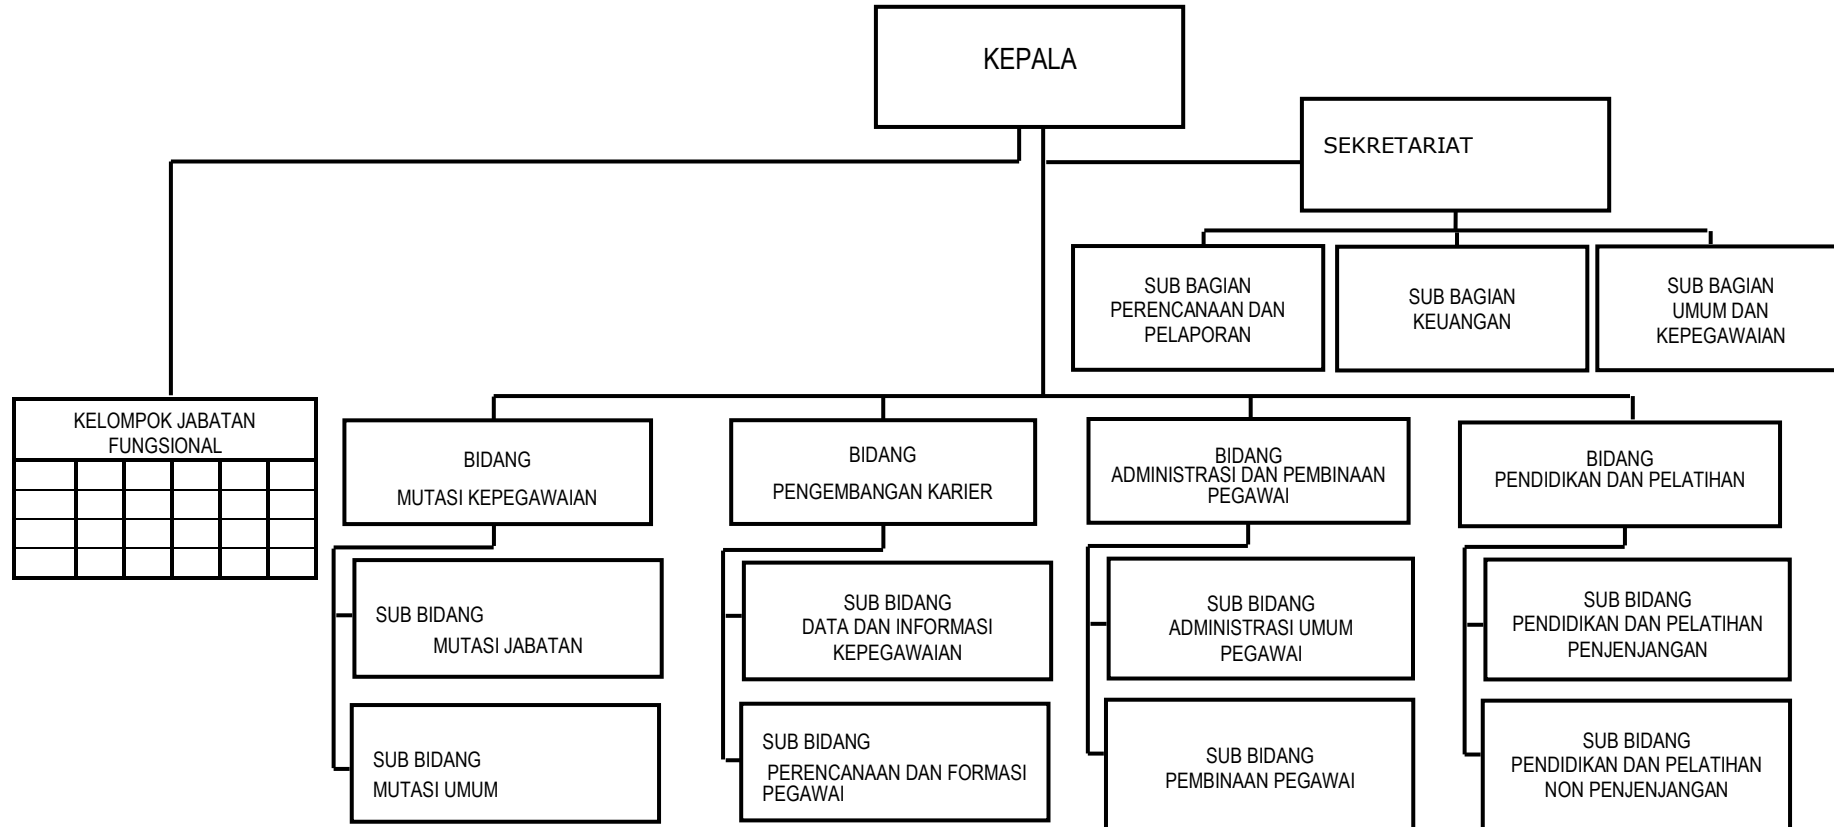 KEPALA
SEKRETARIAT
SUB BAGIAN
PERENCANAAN DAN
PELAPORAN
SUB BAGIAN
KEUANGAN
SUB BAGIAN
UMUM DAN
KEPEGAWAIAN
KELOMPOK JABATAN
FUNGSIONAL
BIDANG
MUTASI KEPEGAWAIAN
BIDANG
PENGEMBANGAN KARIER
BIDANG
ADMINISTRASI DAN PEMBINAAN
PEGAWAI
BIDANG
PENDIDIKAN DAN PELATIHAN
SUB BIDANG
MUTASI JABATAN
SUB BIDANG
DATA DAN INFORMASI
KEPEGAWAIAN
SUB BIDANG
ADMINISTRASI UMUM
PEGAWAI
SUB BIDANG
PENDIDIKAN DAN PELATIHAN
PENJENJANGAN
SUB BIDANG
MUTASI UMUM
SUB BIDANG
PERENCANAAN DAN FORMASI
PEGAWAI
SUB BIDANG
PEMBINAAN PEGAWAI
SUB BIDANG
PENDIDIKAN DAN PELATIHAN
NON PENJENJANGAN